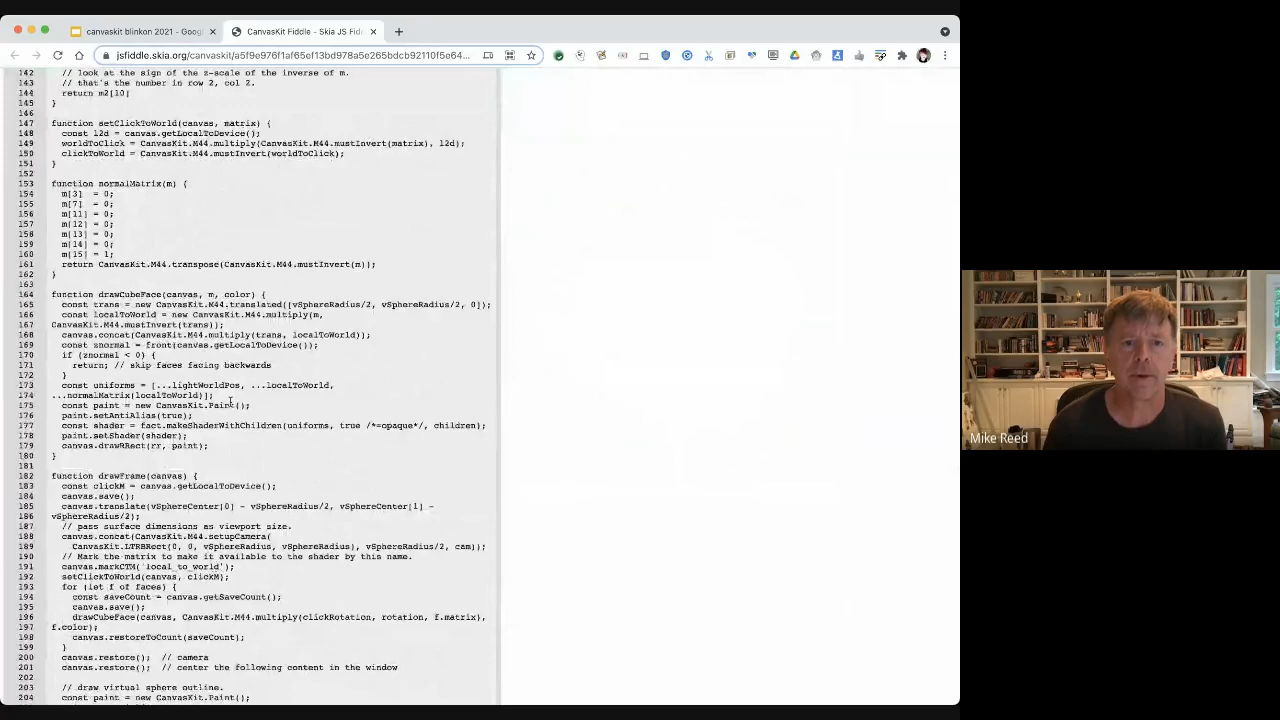 canvaskit blinkon 2021 - Goog
CanvasKit Fiddle - Skia JS Fid
jsfiddle.skia.org/canvaskit/a5f9e976f1af65ef13bd978a5e265bdcb92110f5e64...
142 // look at the sign of the z-scale of the inverse of m.
143 // that's the number in row 2, col 2.
144 return m2[10]
145 }
146
147 function setClickToWorld(canvas, matrix) {
148 const l2d = canvas.getLocalToDevice();
149 worldToClick = CanvasKit.M44.multiply(CanvasKit.M44.mustInvert(matrix), l2d);
150 clickToWorld = CanvasKit.M44.mustInvert(worldToClick);
151 }
152
153 function normalMatrix(m) {
154 m[3] = 0;
155 m[7] = 0;
156 m[11] = 0;
157 m[12] = 0;
158 m[13] = 0;
159 m[14] = 0;
160 m[15] = 1;
161 return CanvasKit.M44.transpose(CanvasKit.M44.mustInvert(m));
162 }
163
164 function drawCubeFace(canvas, m, color) {
165 const trans = new CanvasKit.M44.translated([vSphereRadius/2, vSphereRadius/2, 0]);
166 const localToWorld = new CanvasKit.M44.multiply(m,
167 CanvasKit.M44.mustInvert(trans));
168 canvas.concat(CanvasKit.M44.multiply(trans, localToWorld));
169 const znormal = front(canvas.getLocalToDevice());
170 if (znormal < 0) {
171 return; // skip faces facing backwards
172 }
173 const uniforms = [...lightWorldPos, ...localToWorld,
174 ...normalMatrix(localToWorld)];
175 const paint = new CanvasKit.Paint();
176 paint.setAntiAlias(true);
177 const shader = fact.makeShaderWithChildren(uniforms, true /*=opaque*/, children);
178 paint.setShader(shader);
179 canvas.drawRRect(rr, paint);
180 }
181
182 function drawFrame(canvas) {
183 const clickM = canvas.getLocalToDevice();
184 canvas.save();
185 canvas.translate(vSphereCenter[0] - vSphereRadius/2, vSphereCenter[1] -
186 vSphereRadius/2);
187 // pass surface dimensions as viewport size.
188 canvas.concat(CanvasKit.M44.setupCamera(
189 CanvasKit.LTRBRect(0, 0, vSphereRadius, vSphereRadius), vSphereRadius/2, cam));
190 // Mark the matrix to make it available to the shader by this name.
191 canvas.markCTM('local_to_world');
192 setClickToWorld(canvas, clickM);
193 for (let f of faces) {
194 const saveCount = canvas.getSaveCount();
195 canvas.save();
196 drawCubeFace(canvas, CanvasKit.M44.multiply(clickRotation, rotation, f.matrix),
197 f.color);
198 canvas.restoreToCount(saveCount);
199 }
200 canvas.restore(); // camera
201 canvas.restore(); // center the following content in the window
202
203 // draw virtual sphere outline.
204 const paint = new CanvasKit.Paint();
Mike Reed